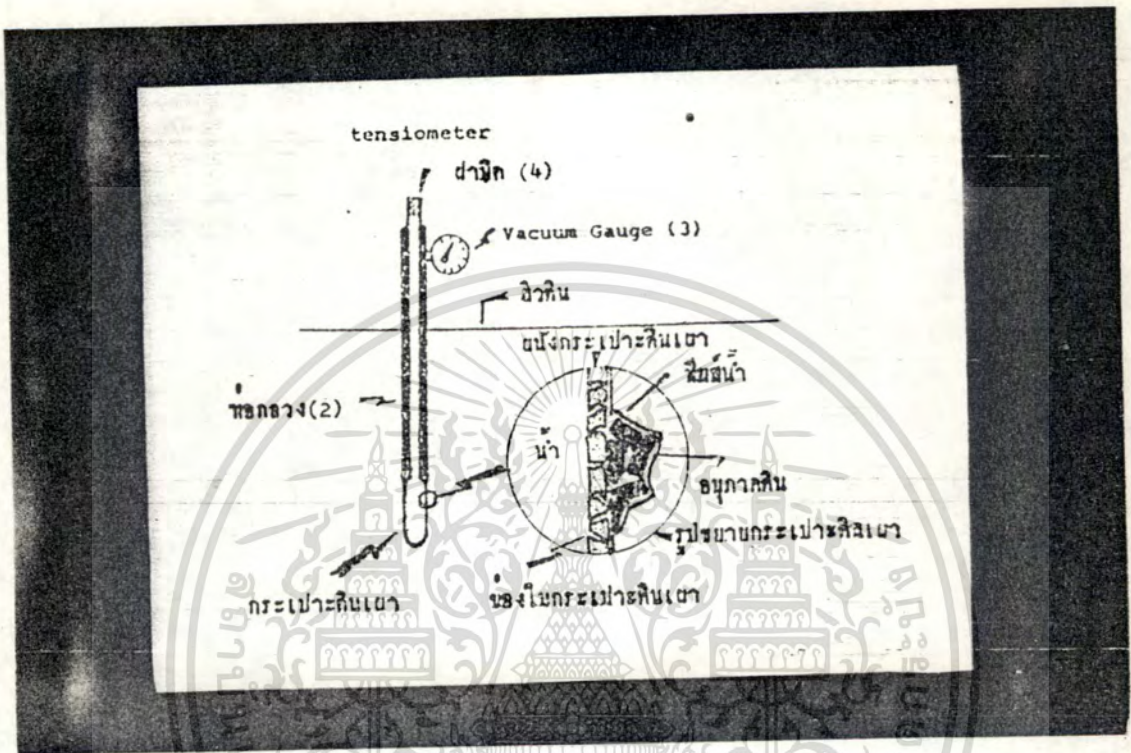 tensiometer
ฝาปิด (4)
Vacuum Gauge (3)
ผิวดิน
ผนังกระเปาะดินเผา
ฟิมส์น้ำ
ท่อกลวง(2)
น้ำ
อนุภาคดิน
รูปขยายกระเปาะดินเผา
กระเปาะดินเผา
ช่องในกระเปาะดินเผา